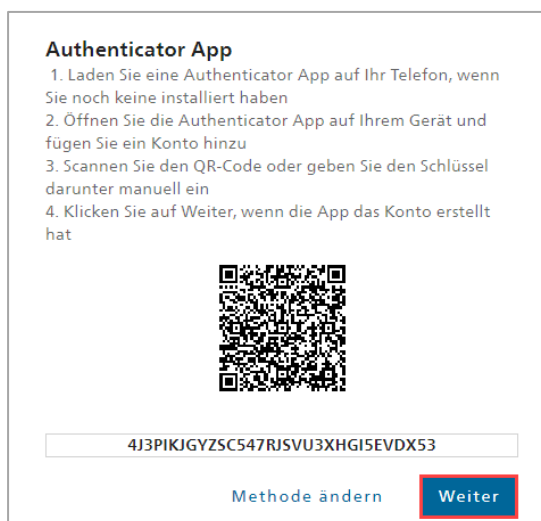 Authenticator App
1. Laden Sie eine Authenticator App auf Ihr Telefon, wenn
Sie noch keine installiert haben
2. Öffnen Sie die Authenticator App auf Ihrem Gerät und
fügen Sie ein Konto hinzu
3. Scannen Sie den QR-Code oder geben Sie den Schlüssel
darunter manuell ein
4. Klicken Sie auf Weiter, wenn die App das Konto erstellt
hat
4J3PIKJGYZSC547RJSVU3XHGI5EVDX53
Methode ändern Weiter